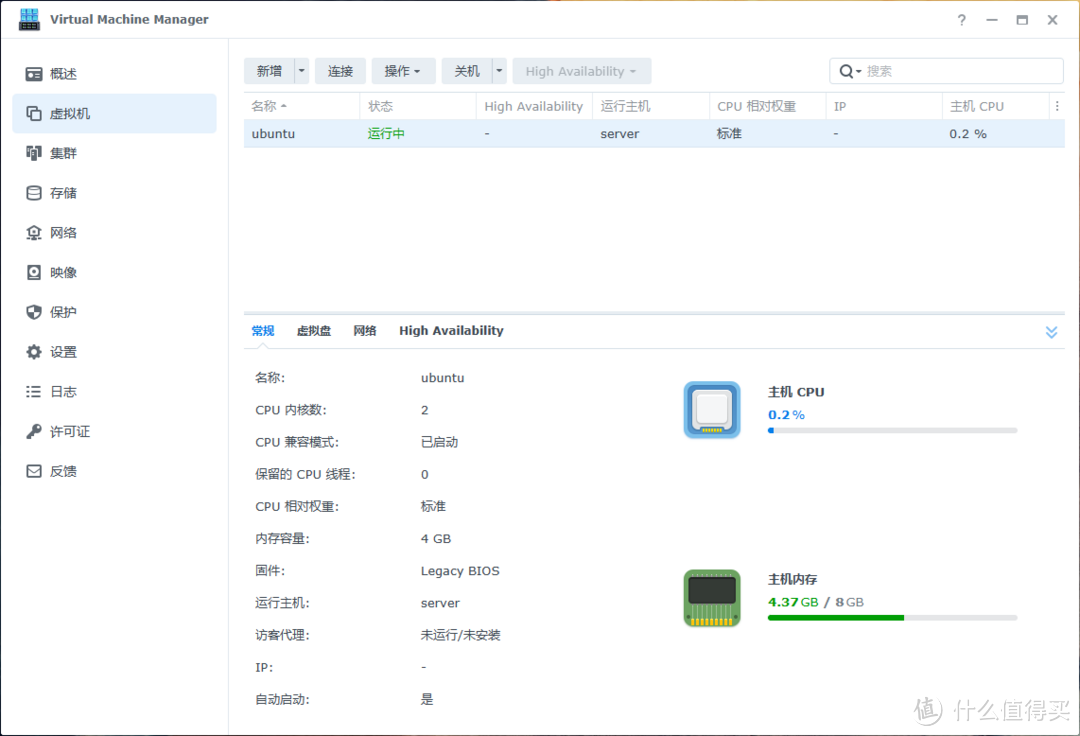 Virtual Machine Manager
?
概述
虚拟机
集群
存储
网络
映像
保护
设置
日志
许可证
反馈
新增 连接 操作 关机 High Availability 搜索
名称 状态 High Availability 运行主机 CPU 相对权重 IP 主机 CPU
ubuntu 运行中 - server 标准 - 0.2 %
常规 虚拟盘 网络 High Availability
名称: ubuntu
CPU 内核数: 2
CPU 兼容模式: 已启动
保留的 CPU 线程: 0
CPU 相对权重: 标准
内存容量: 4 GB
固件: Legacy BIOS
运行主机: server
访客代理: 未运行/未安装
IP: -
自动启动: 是
主机 CPU
0.2 %
主机内存
4.37 GB / 8 GB
值 什么值得买